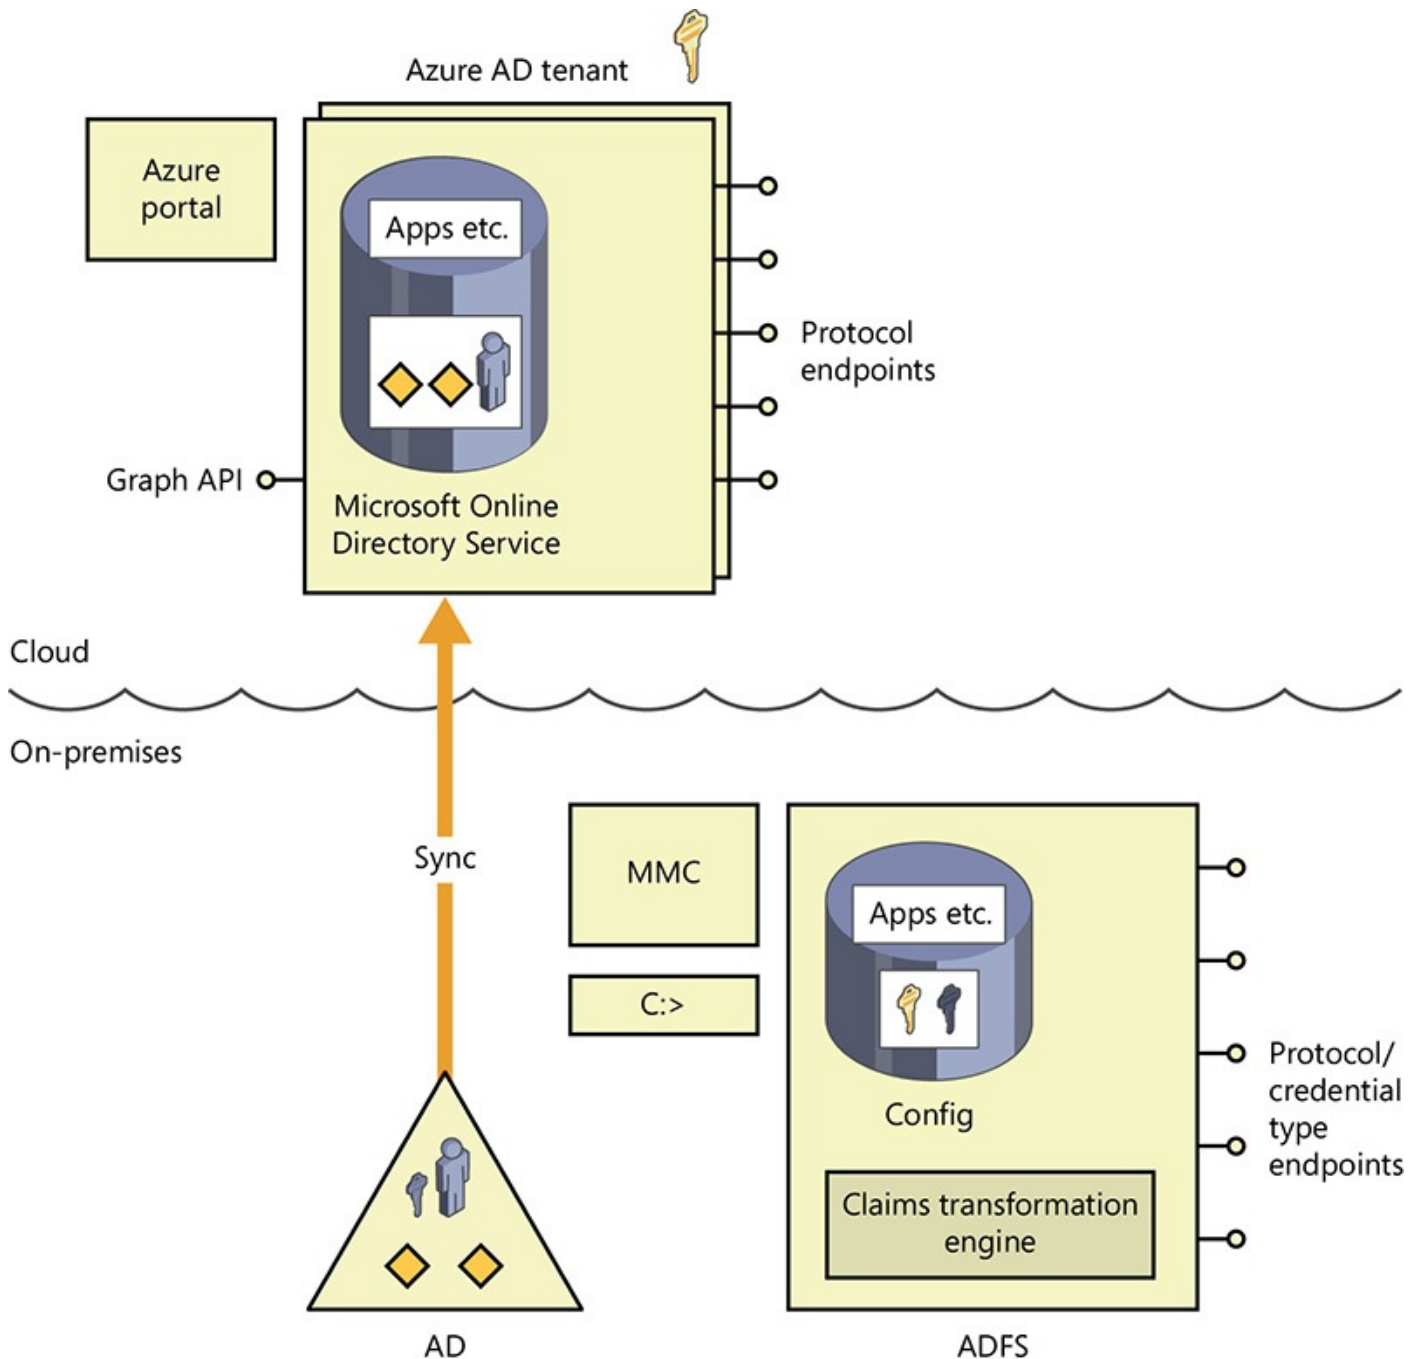 Azure AD tenant
Azure
portal
Apps etc.
Protocol
endpoints
Graph API
Microsoft Online
Directory Service
Cloud
On-premises
Sync
MMC
C:>
Apps etc.
Config
Protocol/
credential
type
endpoints
Claims transformation
engine
AD
ADFS